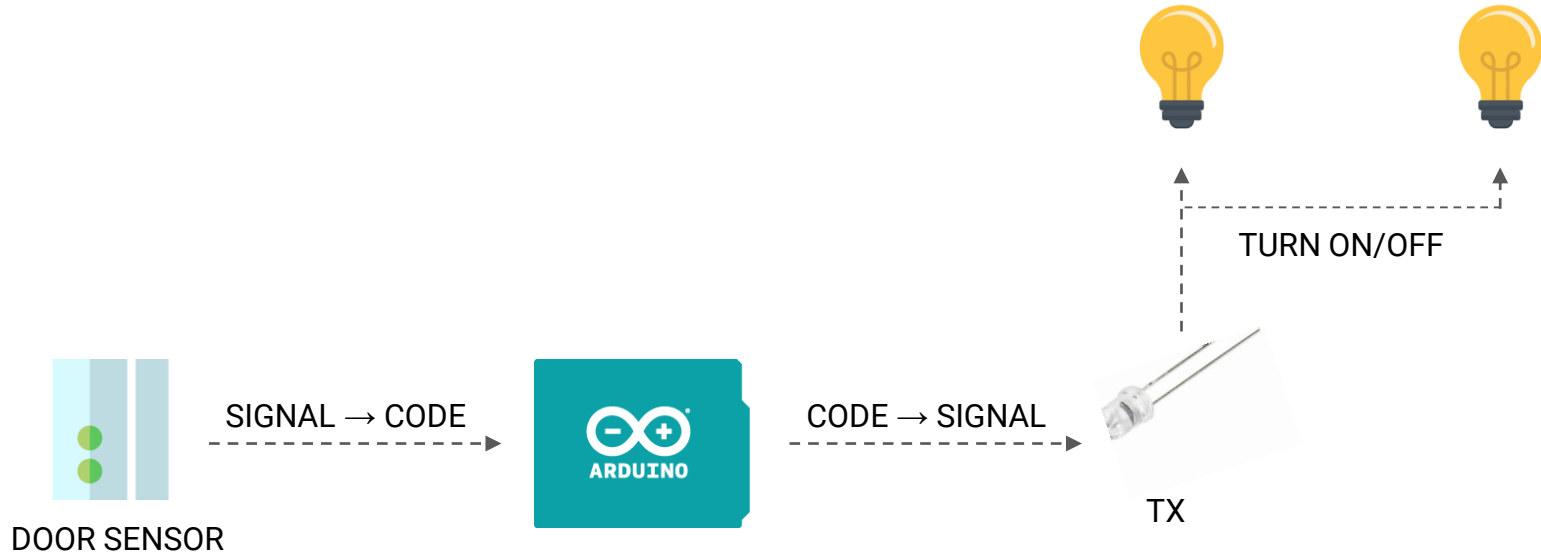 TURN ON/OFF
SIGNAL → CODE
CODE → SIGNAL
ARDUINO
TX
DOOR SENSOR